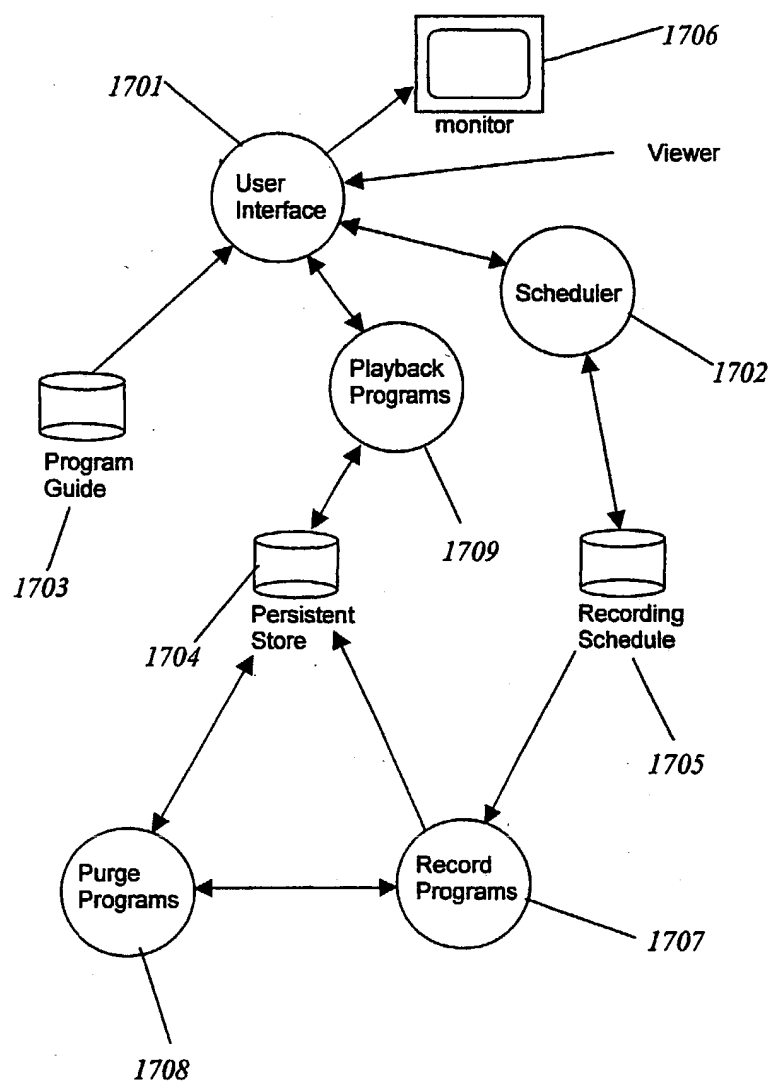 1706
1701
monitor
Viewer
User
Interface
Scheduler
1702
Playback
Programs
Program
Guide
1703
1709
Persistent
Store
1704
Recording
Schedule
1705
Purge
Programs
Record
Programs
1707
1708